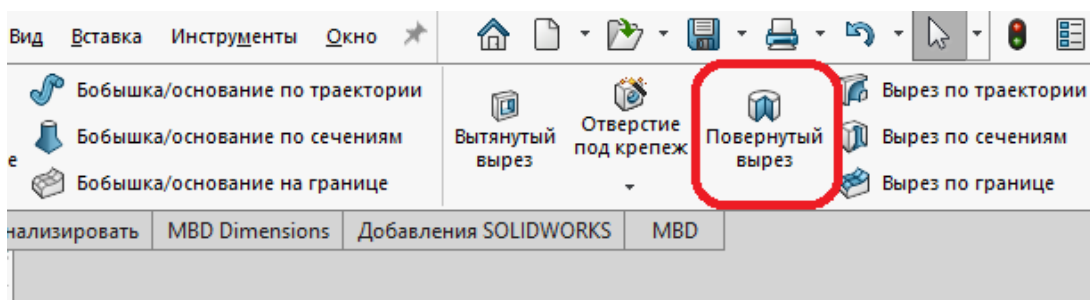 Вид Вставка Инструменты Окно
Бобышка/основание по траектории
Бобышка/основание по сечениям
е
Бобышка/основание на границе
Вытянутый
вырез
Отверстие
под крепеж
Повернутый
вырез
Вырез по траектории
Вырез по сечениям
Вырез по границе
нализировать MBD Dimensions Добавления SOLIDWORKS MBD